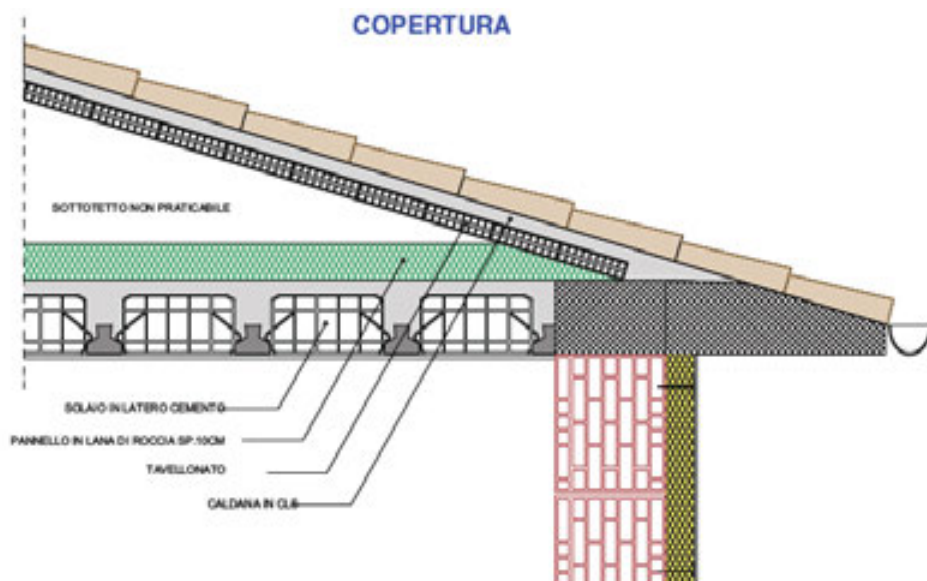 COPERTURA
SOTTOTETTO NON PRATICABILE
SOLAIO IN LATERO CEMENTO
PANNELLO IN LANA DI ROCCIA SP.10CM
TAVELLONATO
CALDANA IN CLS